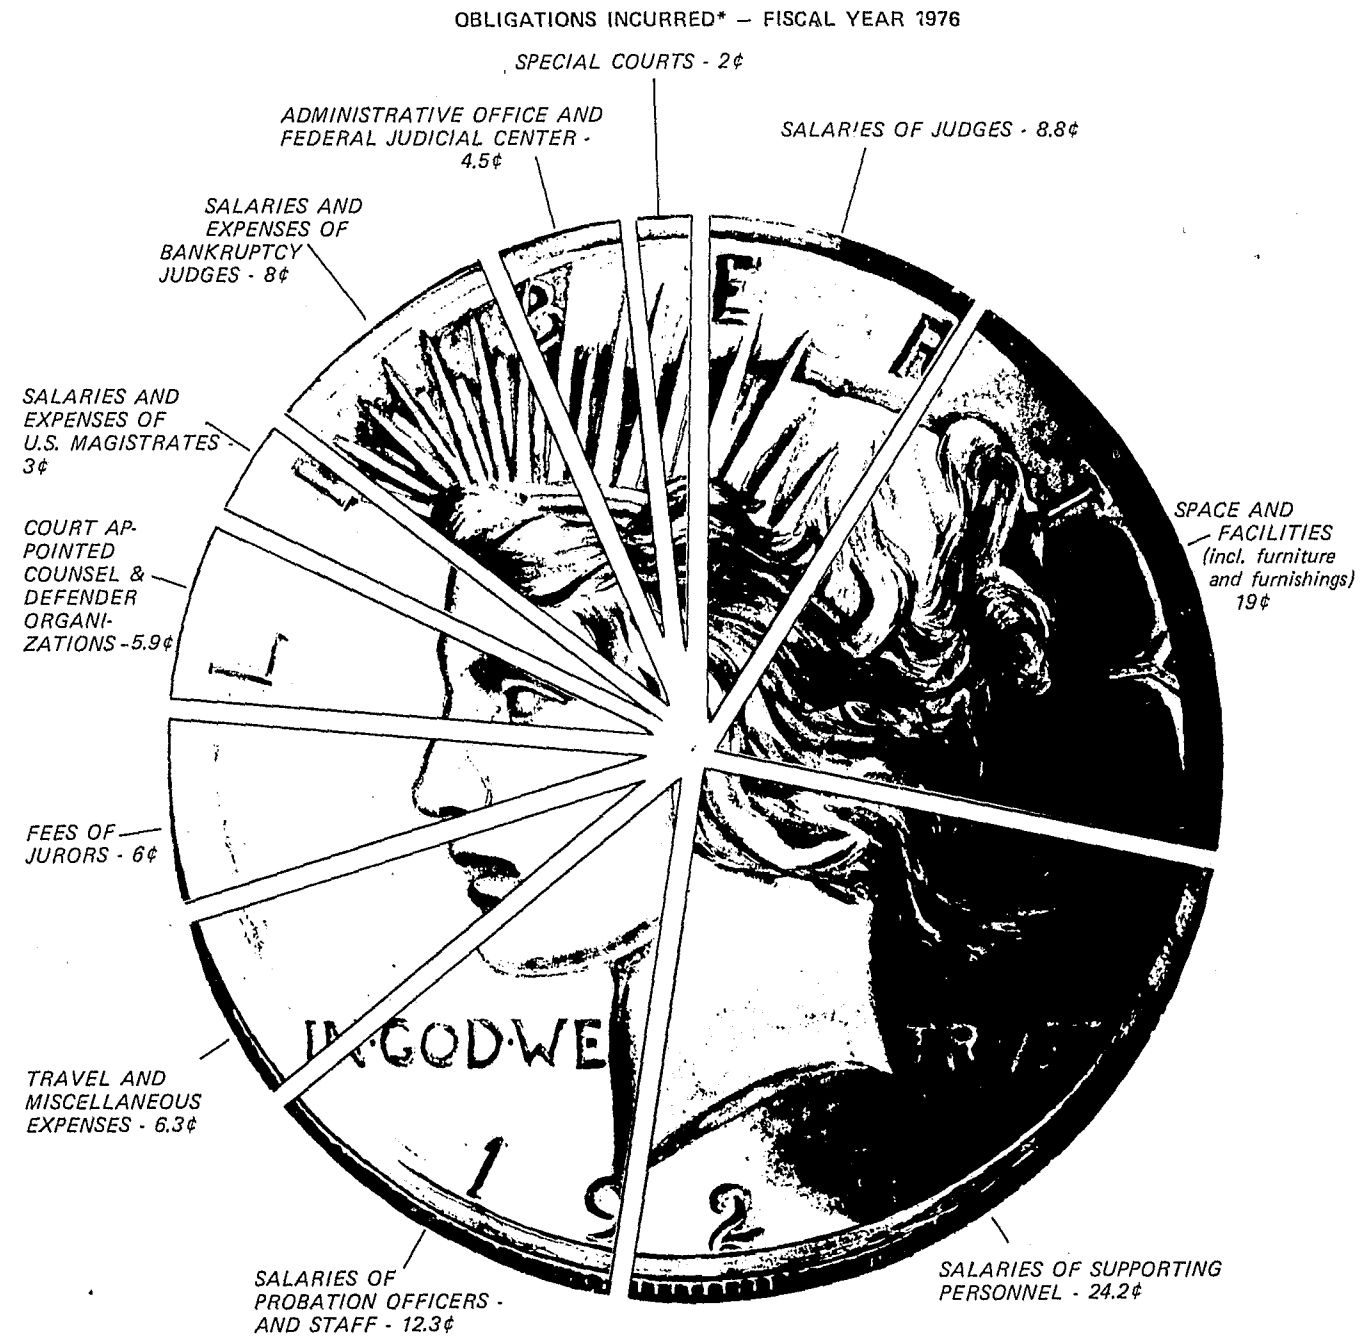 OBLIGATIONS INCURRED* — FISCAL YEAR 1976
SPECIAL COURTS - 2¢
ADMINISTRATIVE OFFICE AND
FEDERAL JUDICIAL CENTER -
4.5¢
SALARIES OF JUDGES - 8.8¢
SALARIES AND
EXPENSES OF
BANKRUPTCY
JUDGES - 8¢
SALARIES AND
EXPENSES OF
U.S. MAGISTRATES -
3¢
SPACE AND
FACILITIES
(incl. furniture
and furnishings)
19¢
COURT AP-
POINTED
COUNSEL &
DEFENDER
ORGANI-
ZATIONS - 5.9¢
FEES OF
JURORS - 6¢
TRAVEL AND
MISCELLANEOUS
EXPENSES - 6.3¢
SALARIES OF
PROBATION OFFICERS -
AND STAFF - 12.3¢
SALARIES OF SUPPORTING
PERSONNEL - 24.2¢
L I B E R T
IN·GOD·WE TR T
1 9 2